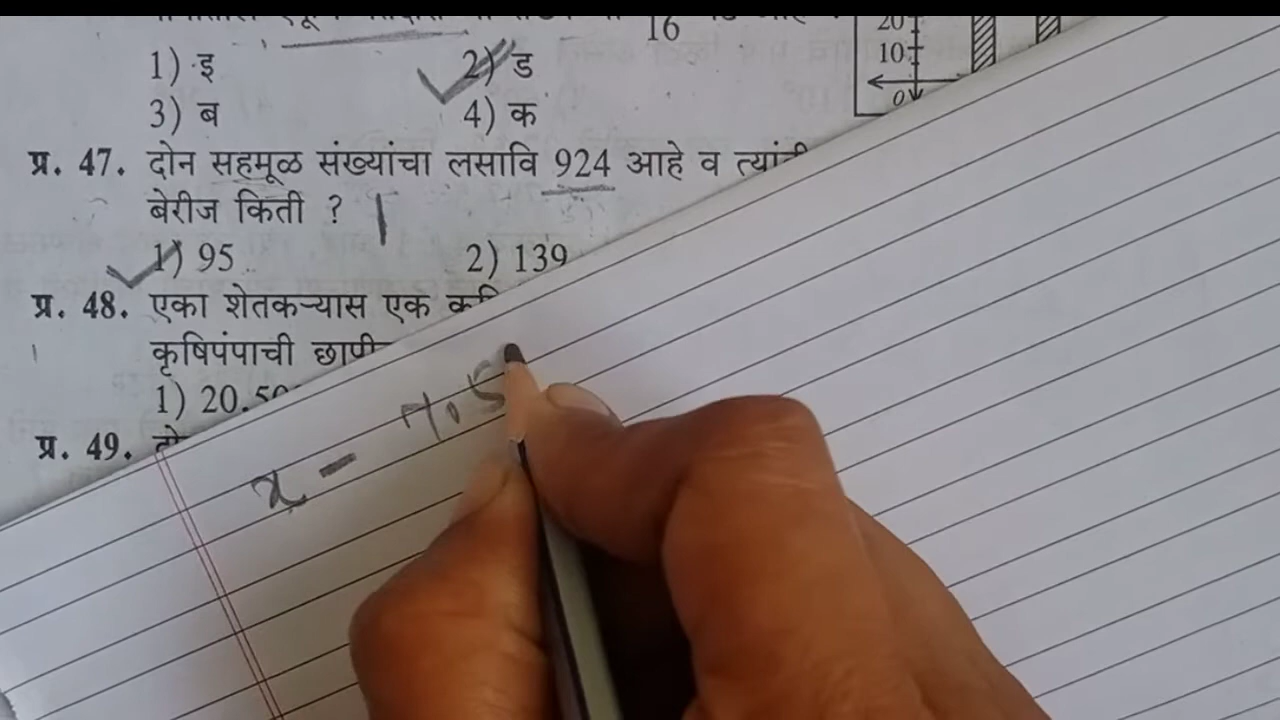 16
20
10
0
1) इ 2) ड
3) ब 4) क
प्र. 47. दोन सहमूळ संख्यांचा लसावि 924 आहे व
बेरीज किती ?
1) 95 2) 139
प्र. 48. एका शेतकऱ्यास एक
कृषिपंपाची
1) 20.50
प्र. 49.
x -